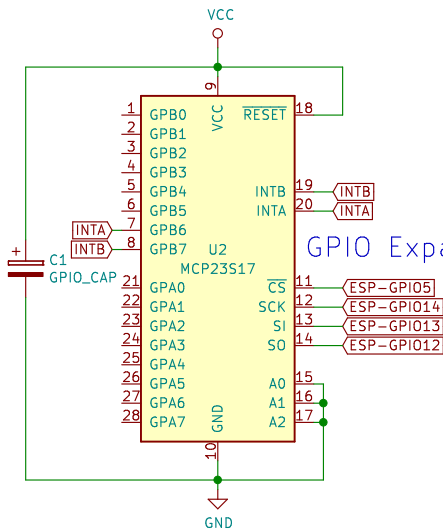 VCC
9
VCC
1 GPB0 RESET 18
2 GPB1
3 GPB2
4 GPB3
5 GPB4 INTB 19 INTB
6 GPB5 INTA 20 INTA
INTA 7 GPB6
INTB 8 GPB7
U2
MCP23S17
GPIO Expa
+
C1
GPIO_CAP
21 GPA0 CS 11 ESP-GPIO5
22 GPA1 SCK 12 ESP-GPIO14
23 GPA2 SI 13 ESP-GPIO13
24 GPA3 SO 14 ESP-GPIO12
25 GPA4
26 GPA5 A0 15
27 GPA6 A1 16
28 GPA7 A2 17
GND
10
GND